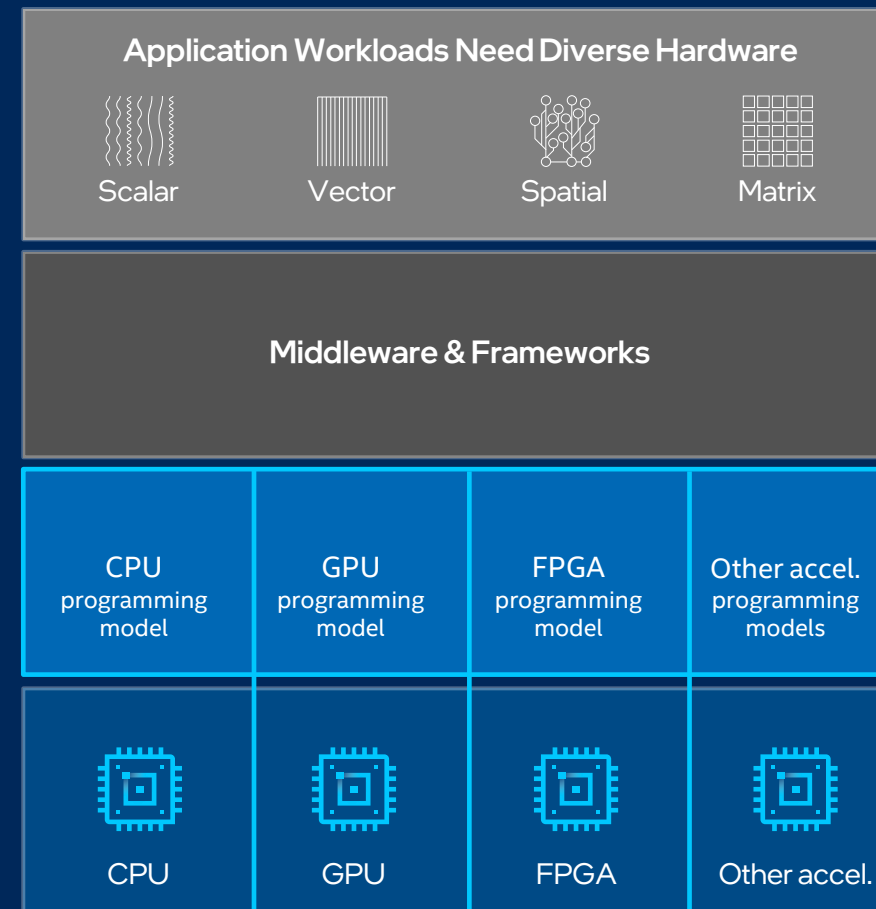 Application Workloads Need Diverse Hardware
Scalar
Vector
Spatial
Matrix
Middleware & Frameworks
CPU
programming
model
GPU
programming
model
FPGA
programming
model
Other accel.
programming
models
CPU
GPU
FPGA
Other accel.